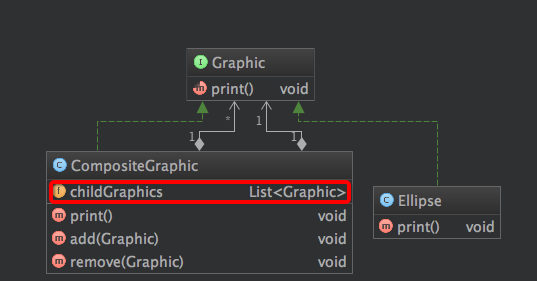 I Graphic
m print() void
* 1
1 1
C CompositeGraphic
f childGraphics List<Graphic>
C Ellipse
m print() void
m print() void
m add(Graphic) void
m remove(Graphic) void